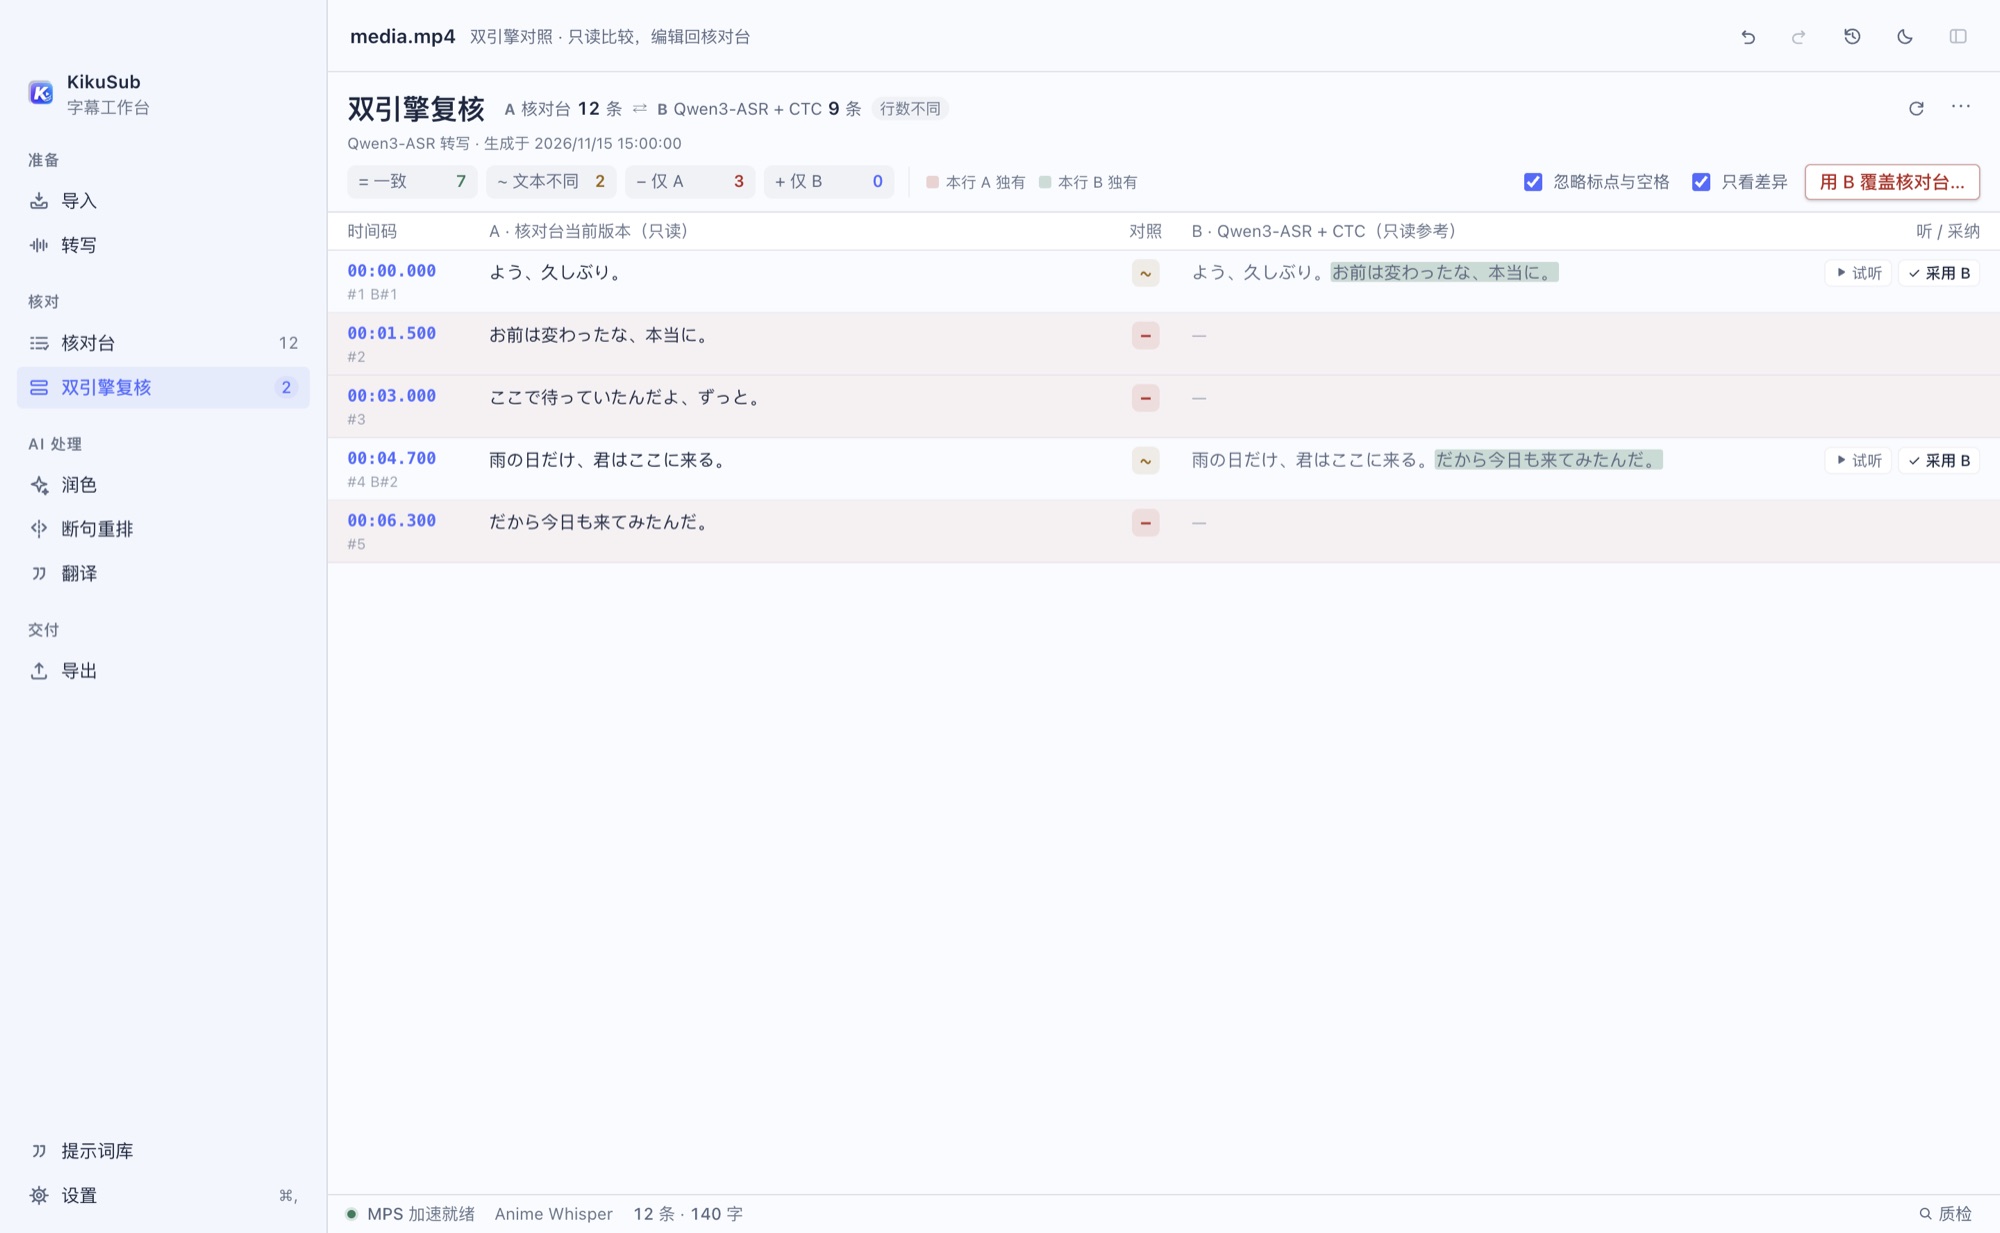 KikuSub
字幕工作台
准备
导入
转写
核对
核对台 12
双引擎复核 2
AI 处理
润色
断句重排
翻译
交付
导出
提示词库
设置 ⌘,
media.mp4 双引擎对照 · 只读比较，编辑回核对台
双引擎复核 A 核对台 12 条 ⇄ B Qwen3-ASR + CTC 9 条 行数不同 ···
Qwen3-ASR 转写 · 生成于 2026/11/15 15:00:00
= 一致 7 ~ 文本不同 2 − 仅 A 3 + 仅 B 0 本行 A 独有 本行 B 独有 忽略标点与空格 只看差异 用 B 覆盖核对台...
时间码 A · 核对台当前版本（只读） 对照 B · Qwen3-ASR + CTC（只读参考） 听 / 采纳
00:00.000 よう、久しぶり。 ~ よう、久しぶり。お前は変わったな、本当に。 试听 ✓ 采用 B
#1 B#1
00:01.500 お前は変わったな、本当に。 − —
#2
00:03.000 ここで待っていたんだよ、ずっと。 − —
#3
00:04.700 雨の日だけ、君はここに来る。 ~ 雨の日だけ、君はここに来る。だから今日も来てみたんだ。 试听 ✓ 采用 B
#4 B#2
00:06.300 だから今日も来てみたんだ。 − —
#5
MPS 加速就绪 Anime Whisper 12 条 · 140 字 质检